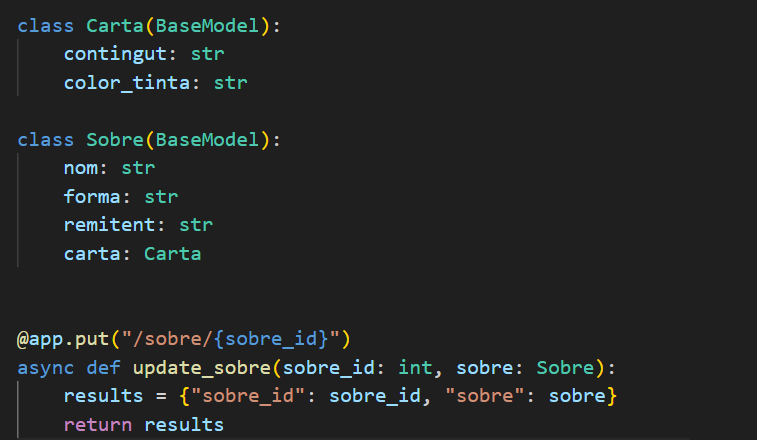 class Carta(BaseModel):
    contingut: str
    color_tinta: str

class Sobre(BaseModel):
    nom: str
    forma: str
    remitent: str
    carta: Carta


@app.put("/sobre/{sobre_id}")
async def update_sobre(sobre_id: int, sobre: Sobre):
    results = {"sobre_id": sobre_id, "sobre": sobre}
    return results